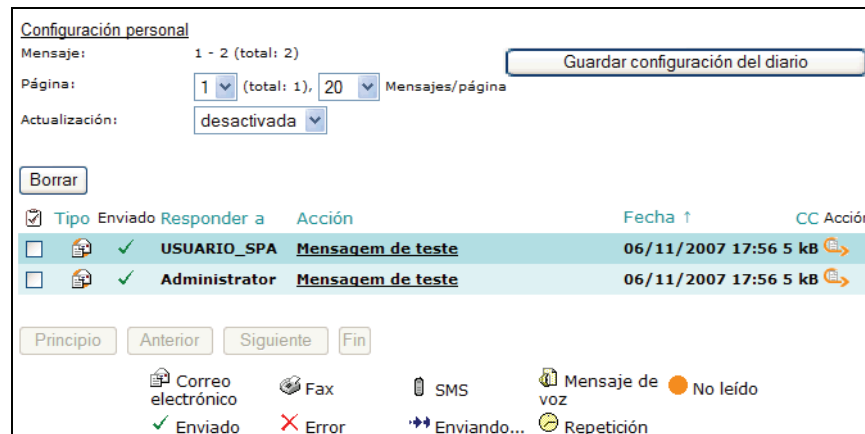 Configuración personal
Mensaje: 1 - 2 (total: 2)
Guardar configuración del diario
Página: 1 (total: 1), 20 Mensajes/página
Actualización: desactivada
Borrar
Tipo Enviado Responder a Acción Fecha ↑ CC Acción
USUARIO_SPA Mensagem de teste 06/11/2007 17:56 5 kB
Administrator Mensagem de teste 06/11/2007 17:56 5 kB
Principio Anterior Siguiente Fin
Correo electrónico Fax SMS Mensaje de voz No leído
Enviado Error Enviando... Repetición